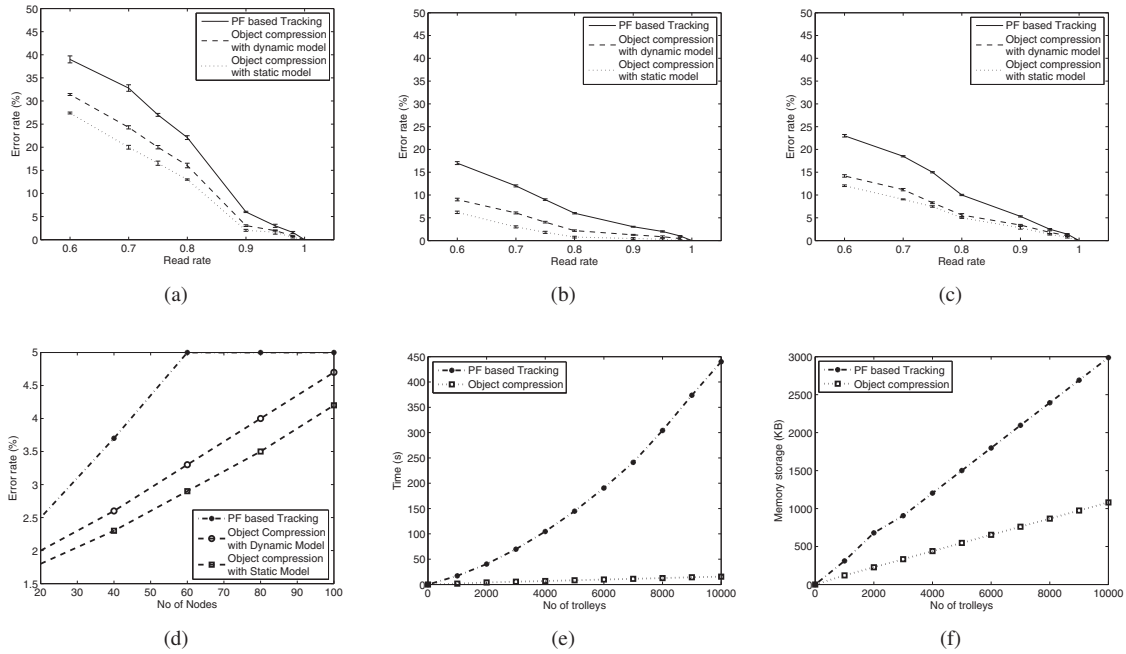 50
45
40
35
30
25
20
15
10
5
0
Error rate (%)
PF based Tracking
Object compression
with dynamic model
Object compression
with static model
0.6 0.7 0.8 0.9 1
Read rate
(a)
50
45
40
35
30
25
20
15
10
5
0
Error rate (%)
PF based Tracking
Object compression
with dynamic model
Object compression
with static model
0.6 0.7 0.8 0.9 1
Read rate
(b)
50
45
40
35
30
25
20
15
10
5
0
Error rate (%)
PF based Tracking
Object compression
with dynamic model
Object compression
with static model
0.6 0.7 0.8 0.9 1
Read rate
(c)
5
4.5
4
3.5
3
2.5
2
1.5
Error rate (%)
PF based Tracking
Object Compression
with Dynamic Model
Object compression
with Static Model
20 30 40 50 60 70 80 90 100
No of Nodes
(d)
450
400
350
300
250
200
150
100
50
0
Time (s)
PF based Tracking
Object compression
0 2000 4000 6000 8000 10000
No of trolleys
(e)
3000
2500
2000
1500
1000
500
0
Memory storage (KB)
PF based Tracking
Object compression
0 2000 4000 6000 8000 10000
No of trolleys
(f)